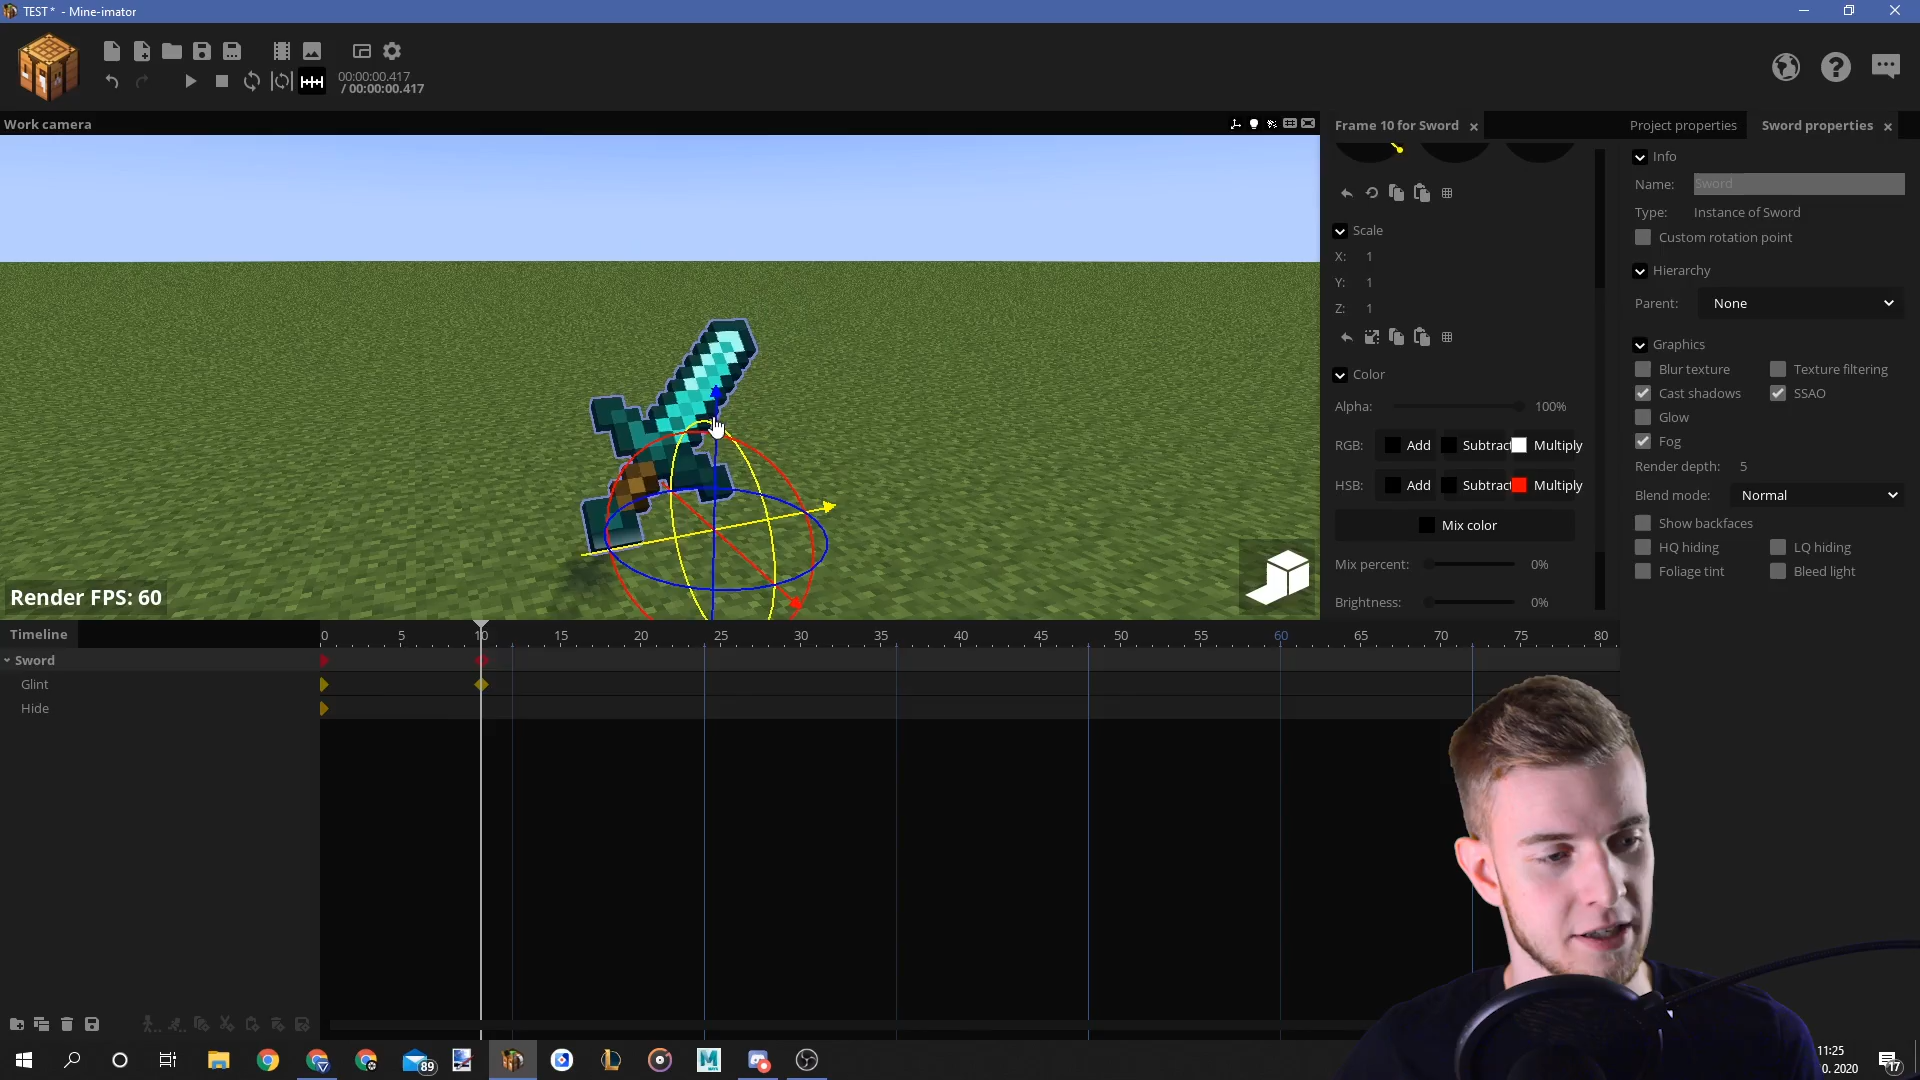 TEST* - Mine-imator
00:00:00.417
/ 00:00:00.417
Work camera
Frame 10 for Sword
Project properties
Sword properties
Info
Name: Sword
Type: Instance of Sword
Custom rotation point
Hierarchy
Parent: None
Graphics
Blur texture
Texture filtering
Cast shadows
SSAO
Glow
Fog
Render depth: 5
Blend mode: Normal
Show backfaces
HQ hiding
LQ hiding
Foliage tint
Bleed light
Scale
X: 1
Y: 1
Z: 1
Color
Alpha: 100%
RGB: Add Subtract Multiply
HSB: Add Subtract Multiply
Mix color
Mix percent: 0%
Brightness: 0%
Render FPS: 60
Timeline
0 5 10 15 20 25 30 35 40 45 50 55 60 65 70 75 80
Sword
Glint
Hide
89
11:25
0. 2020
17